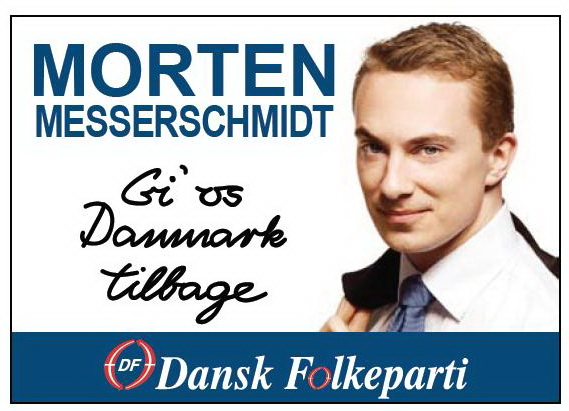 MORTEN
MESSERSCHMIDT
Gi' os
Danmark
tilbage
DF Dansk Folkeparti